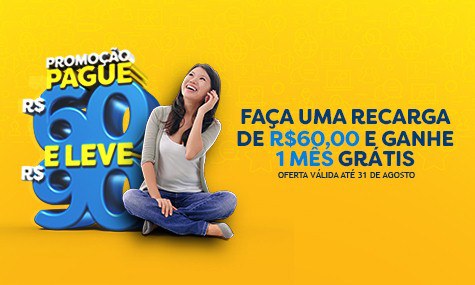 PROMOÇÃO
PAGUE
R$ 60
E LEVE
R$ 90
FAÇA UMA RECARGA
DE R$60,00 E GANHE
1 MÊS GRÁTIS
OFERTA VÁLIDA ATÉ 31 DE AGOSTO